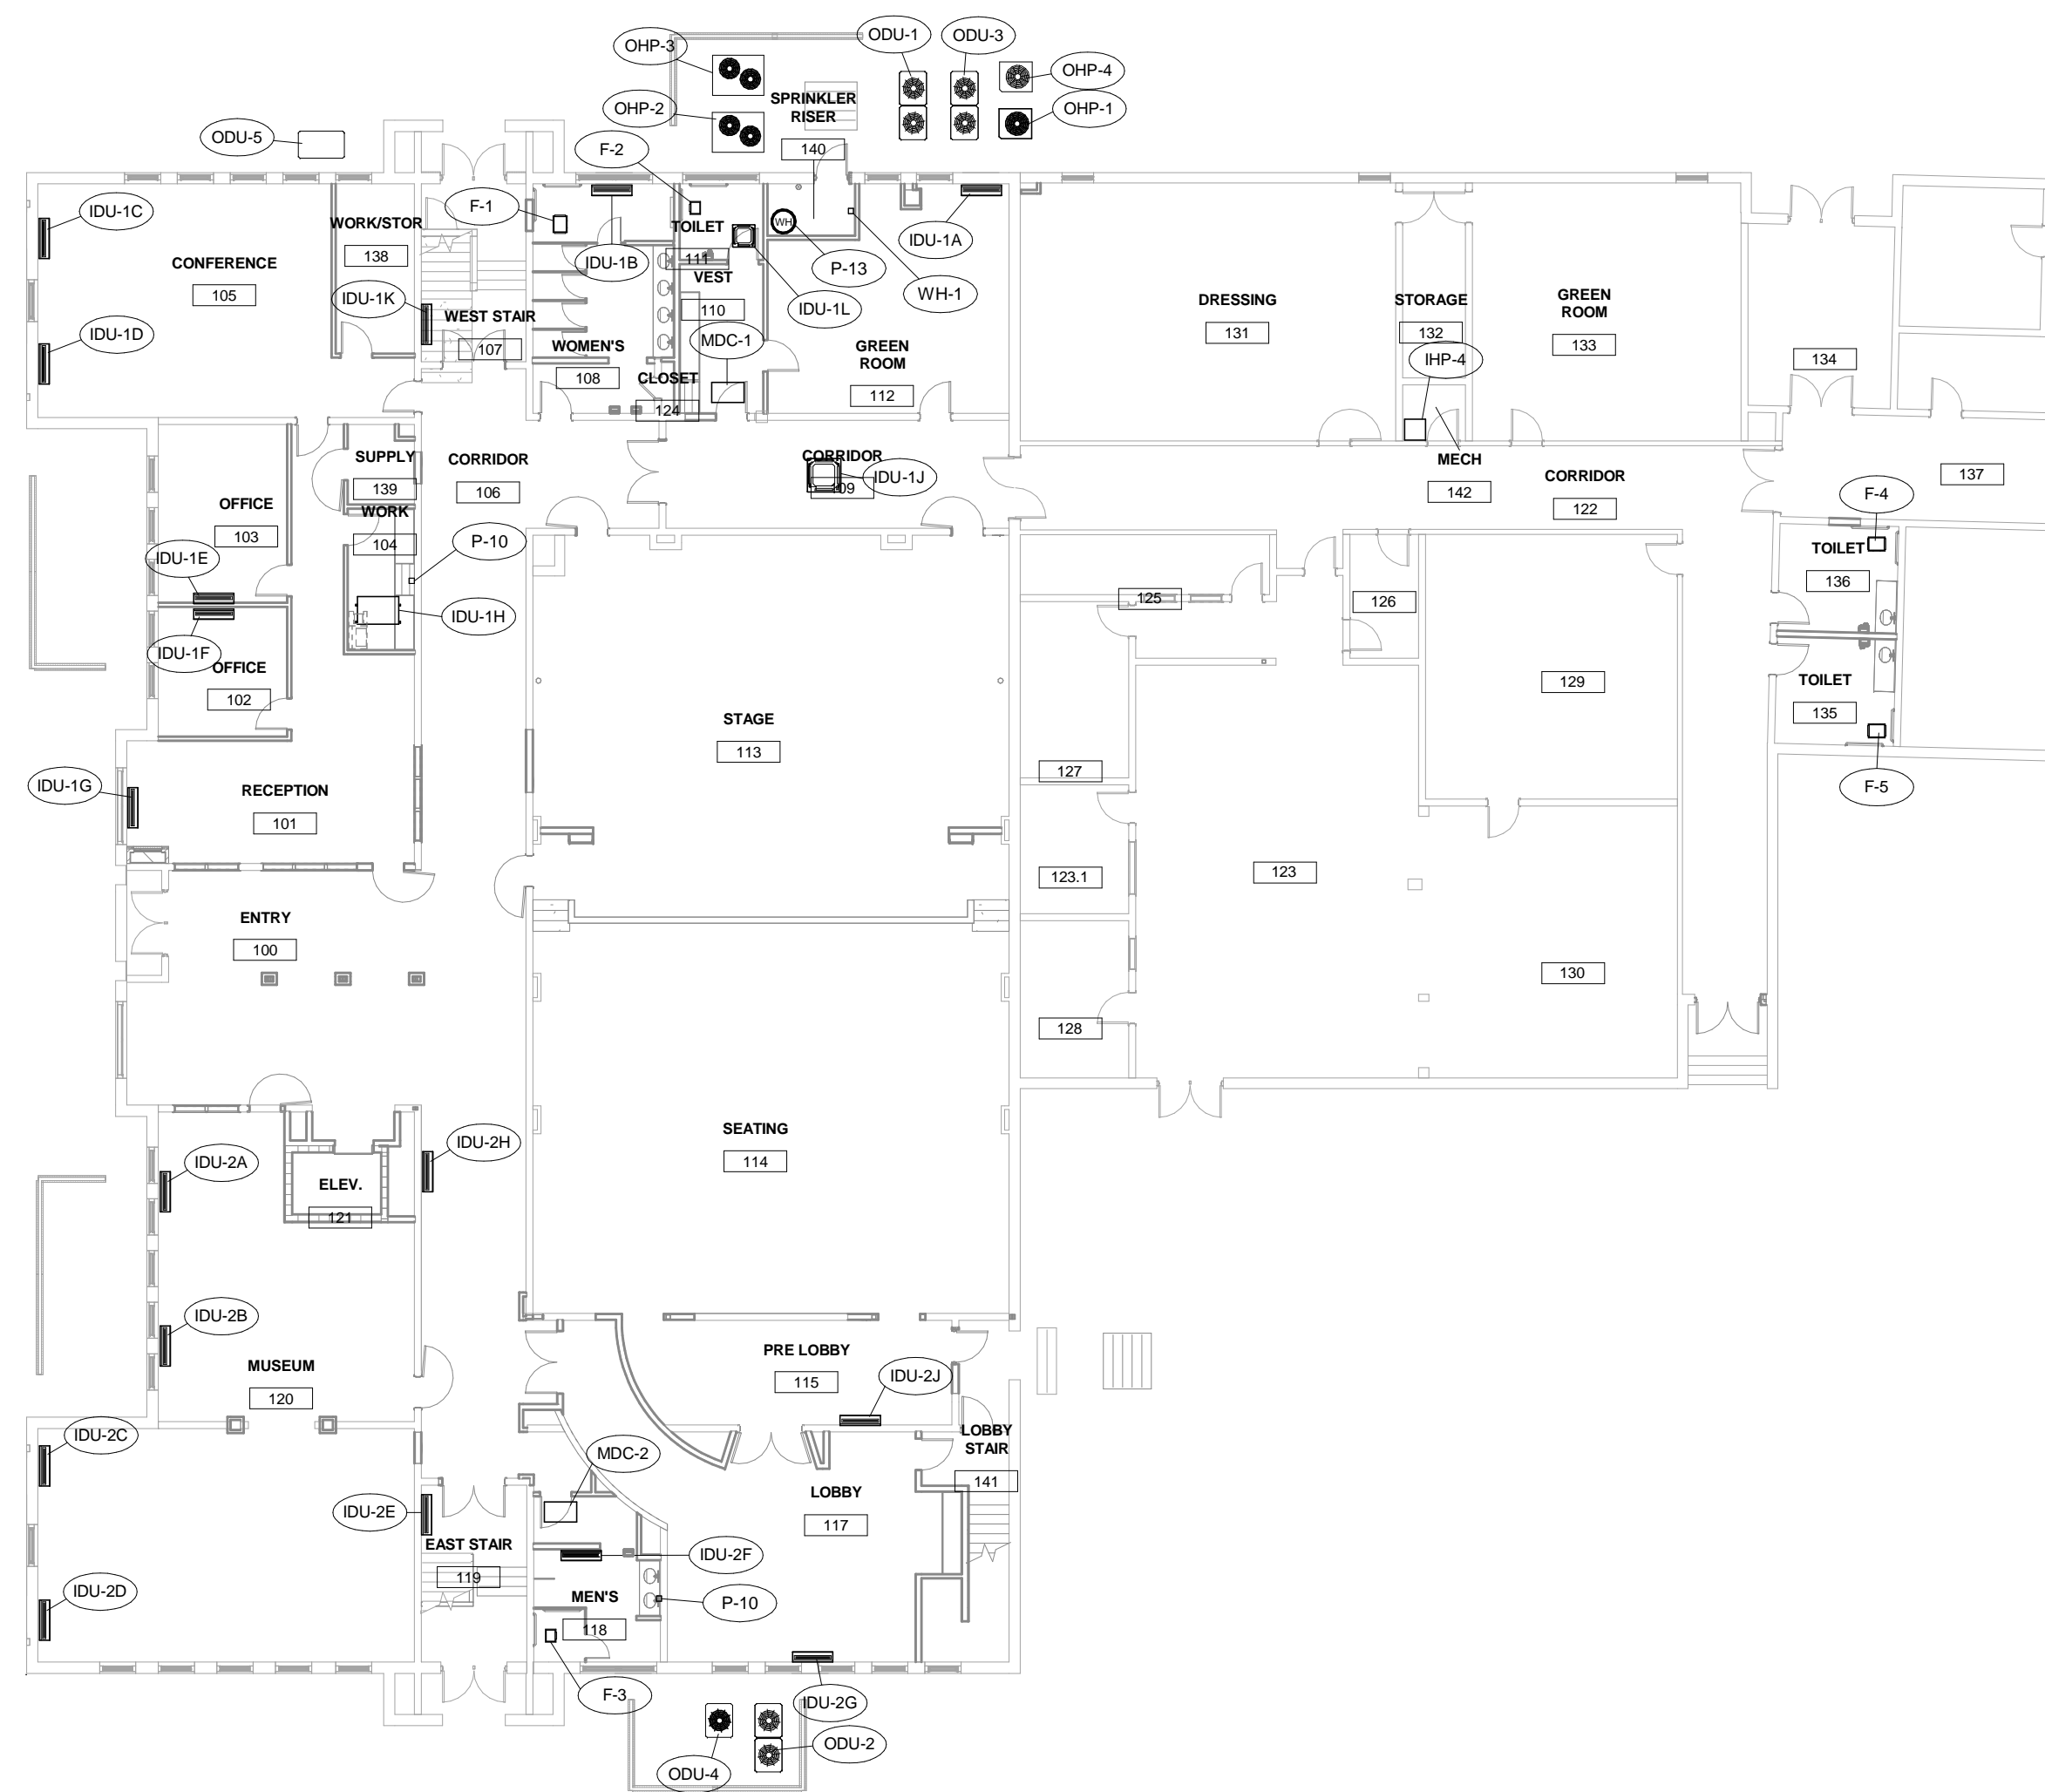 ODU-1
ODU-3
OHP-3
OHP-4
SPRINKLER
RISER
OHP-2
OHP-1
ODU-5
F-2
140
IDU-1C
WORK/STOR
F-1
TOILET
WH
IDU-1A
138
CONFERENCE
IDU-1B
111
P-13
105
VEST
IDU-1K
WH-1
DRESSING
STORAGE
GREEN
ROOM
110
IDU-1L
WEST STAIR
131
132
133
IDU-1D
107
WOMEN'S
MDC-1
GREEN
ROOM
IHP-4
134
108
CLOSET
112
124
SUPPLY
CORRIDOR
CORRIDOR
MECH
139
106
IDU-1J
109
142
CORRIDOR
137
OFFICE
WORK
122
F-4
103
104
P-10
TOILET
IDU-1E
136
125
126
IDU-1H
IDU-1F
OFFICE
129
TOILET
102
135
STAGE
113
127
IDU-1G
RECEPTION
F-5
101
123.1
123
ENTRY
100
130
128
SEATING
IDU-2H
IDU-2A
114
ELEV.
121
IDU-2B
MUSEUM
PRE LOBBY
120
115
IDU-2J
IDU-2C
LOBBY
STAIR
MDC-2
141
LOBBY
IDU-2E
117
EAST STAIR
IDU-2F
119
IDU-2D
MEN'S
P-10
118
F-3
IDU-2G
ODU-2
ODU-4